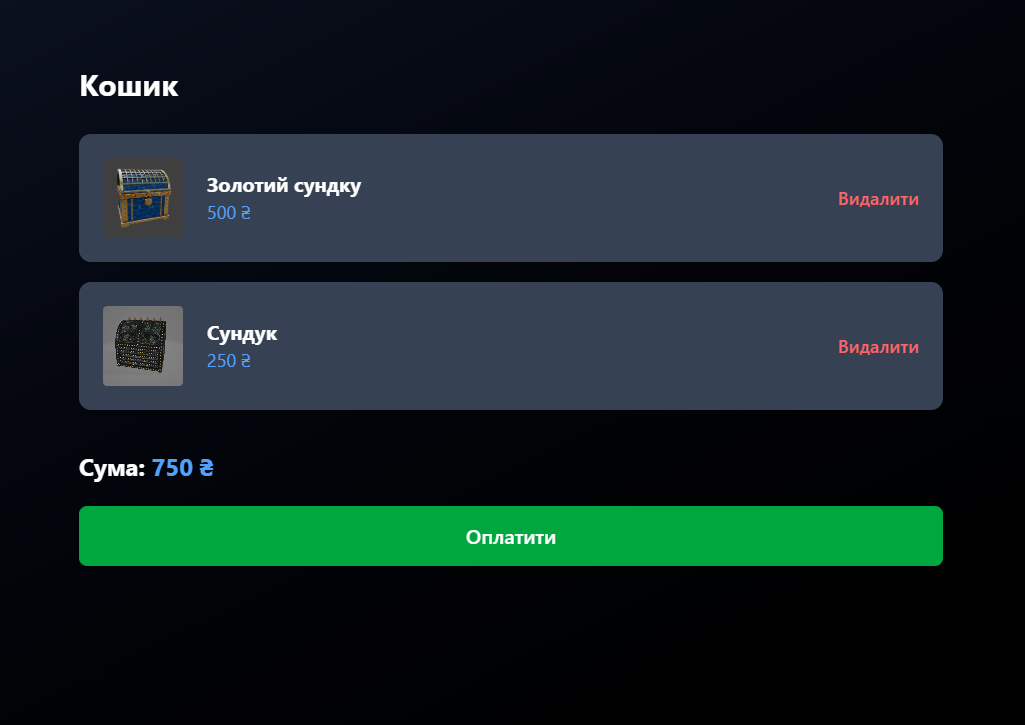 Кошик
Золотий сундку
500 ₴
Видалити
Сундук
250 ₴
Видалити
Сума: 750 ₴
Оплатити